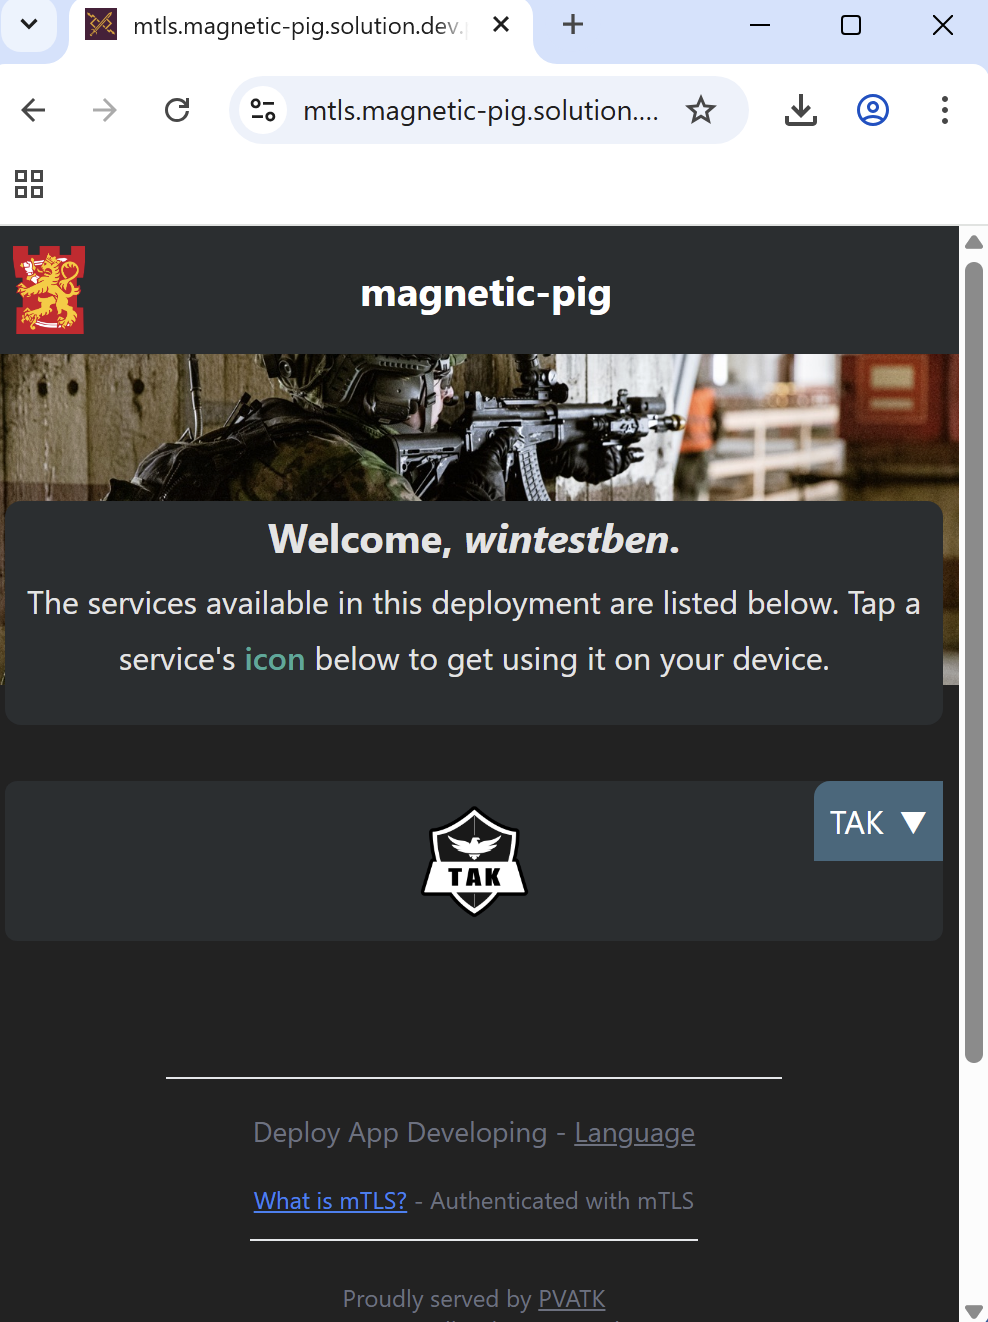 mtls.magnetic-pig.solution.dev.
mtls.magnetic-pig.solution....
magnetic-pig
Welcome, wintestben.
The services available in this deployment are listed below. Tap a
service's icon below to get using it on your device.
TAK ▼
TAK
Deploy App Developing - Language
What is mTLS? - Authenticated with mTLS
Proudly served by PVATK